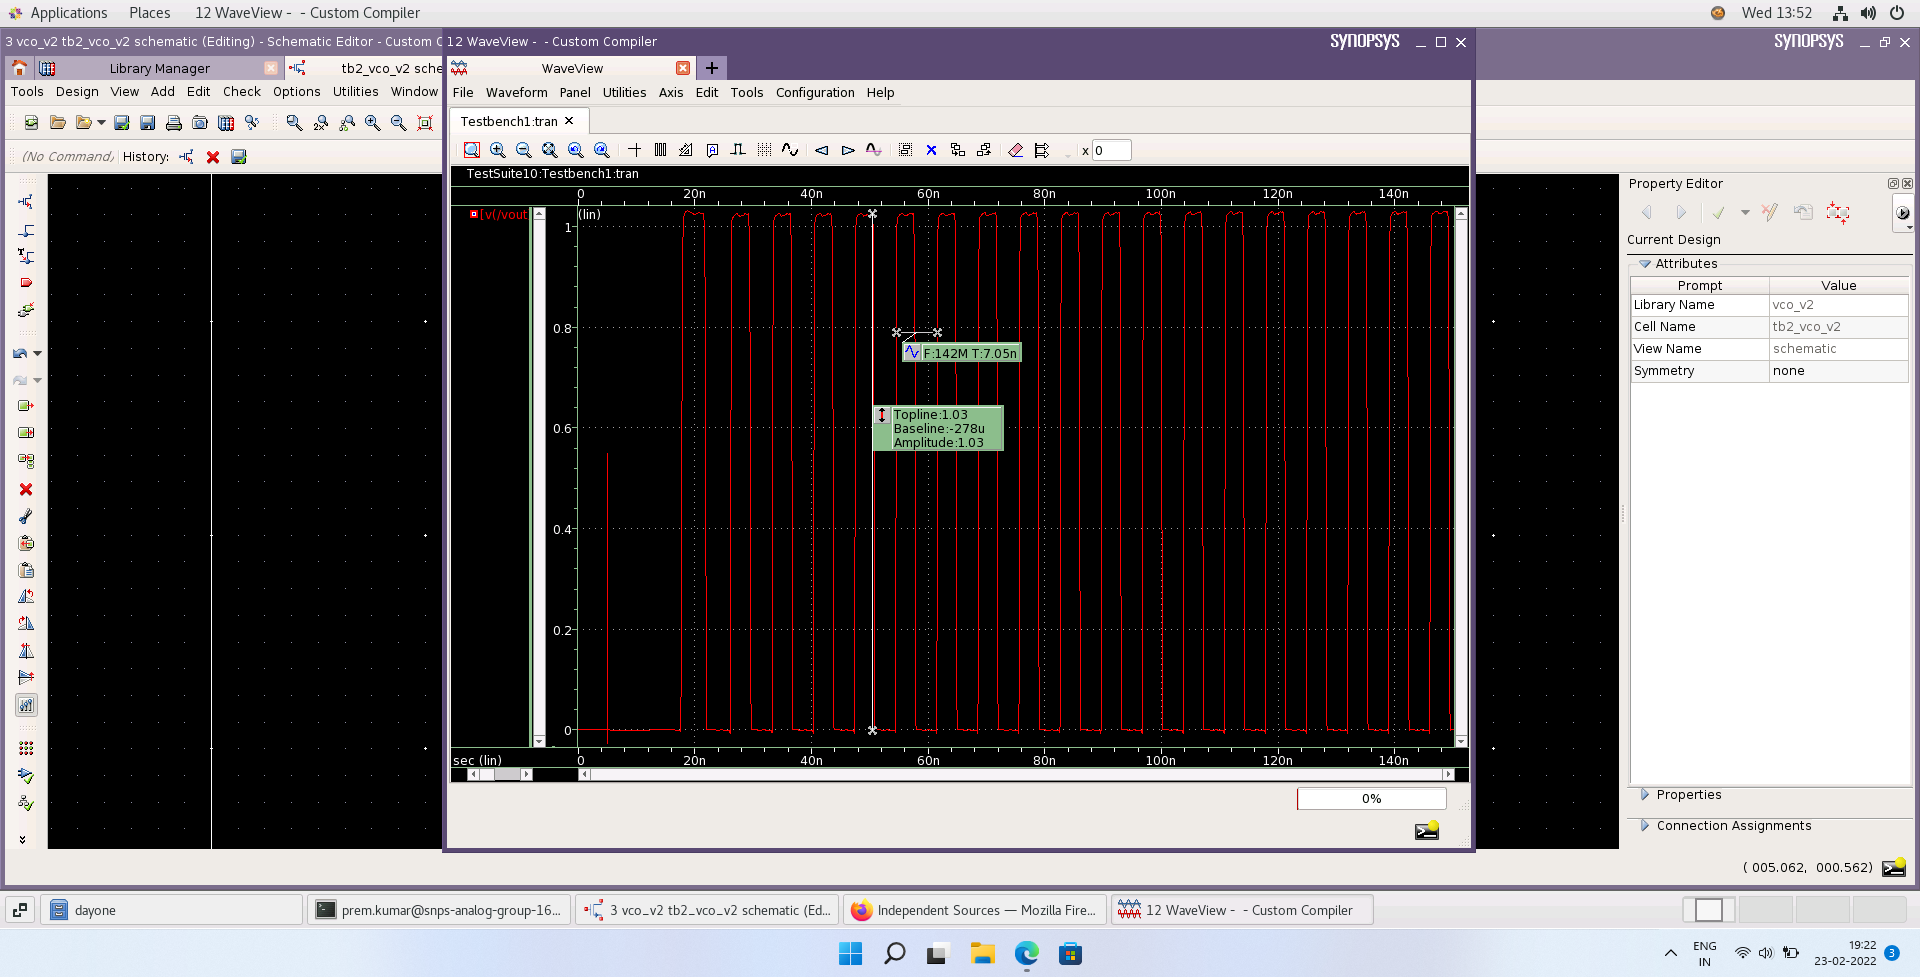 Applications Places 12 WaveView - - Custom Compiler Wed 13:52
3 vco_v2 tb2_vco_v2 schematic (Editing) - Schematic Editor - Custom C
12 WaveView - - Custom Compiler SYNOPSYS
SYNOPSYS
Library Manager tb2_vco_v2 sche
WaveView +
Tools Design View Add Edit Check Options Utilities Window
File Waveform Panel Utilities Axis Edit Tools Configuration Help
Testbench1:tran
(No Command) History:
x 0
TestSuite10:Testbench1:tran
0 20n 40n 60n 80n 100n 120n 140n
v(/vout
(lin)
1
0.8
0.6
0.4
0.2
0
F:142M T:7.05n
Topline:1.03
Baseline:-278u
Amplitude:1.03
sec (lin) 0 20n 40n 60n 80n 100n 120n 140n
0%
Property Editor
Current Design
Attributes
Prompt Value
Library Name vco_v2
Cell Name tb2_vco_v2
View Name schematic
Symmetry none
Properties
Connection Assignments
( 005.062, 000.562)
dayone prem.kumar@snps-analog-group-16... 3 vco_v2 tb2_vco_v2 schematic (Ed... Independent Sources — Mozilla Fire... 12 WaveView - - Custom Compiler
ENG
IN
19:22
23-02-2022
3